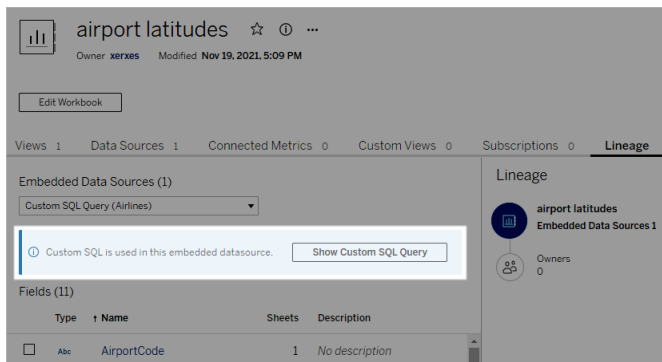 airport latitudes
Owner xerxes Modified Nov 19, 2021, 5:09 PM
Edit Workbook
Views 1 Data Sources 1 Connected Metrics 0 Custom Views 0 Subscriptions 0 Lineage
Embedded Data Sources (1)
Custom SQL Query (Airlines)
Custom SQL is used in this embedded datasource. Show Custom SQL Query
Fields (11)
Type ↑ Name Sheets Description
Abc AirportCode 1 No description
Lineage
airport latitudes
Embedded Data Sources 1
Owners
0